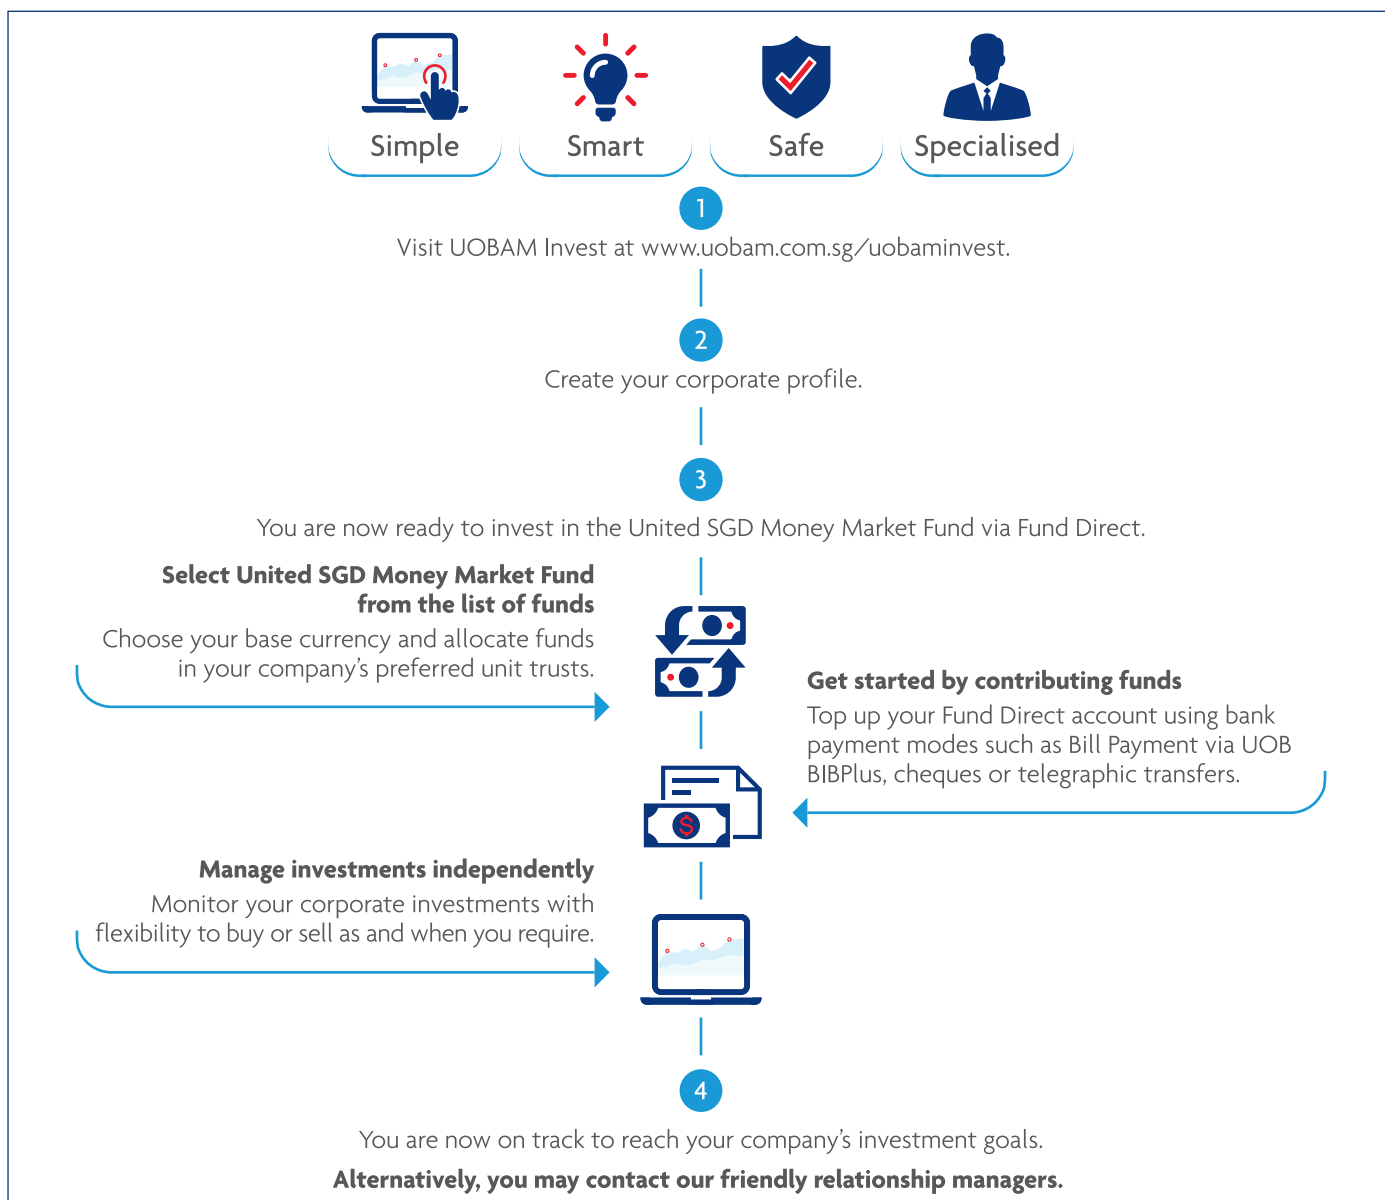 Simple
Smart
Safe
Specialised
1
Visit UOBAM Invest at www.uobam.com.sg/uobaminvest.
2
Create your corporate profile.
3
You are now ready to invest in the United SGD Money Market Fund via Fund Direct.
Select United SGD Money Market Fund
from the list of funds
Choose your base currency and allocate funds
in your company’s preferred unit trusts.
Get started by contributing funds
Top up your Fund Direct account using bank
payment modes such as Bill Payment via UOB
BIBPlus, cheques or telegraphic transfers.
$
Manage investments independently
Monitor your corporate investments with
flexibility to buy or sell as and when you require.
4
You are now on track to reach your company’s investment goals.
Alternatively, you may contact our friendly relationship managers.